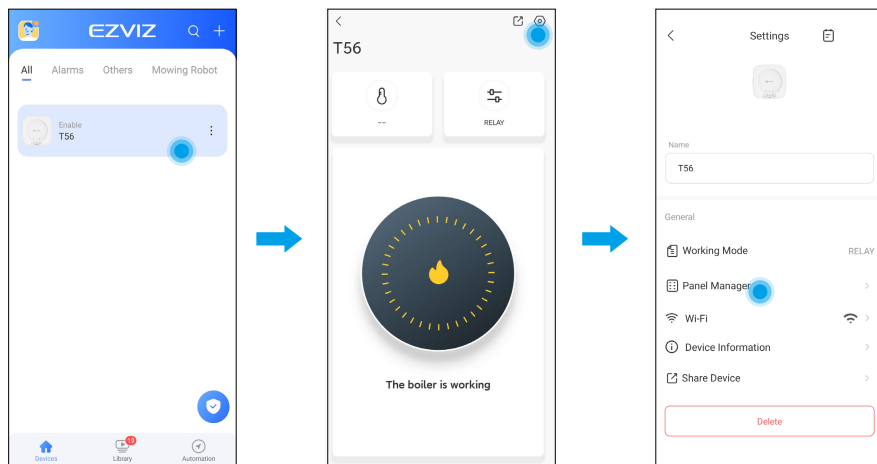 EZVIZ
All Alarms Others Mowing Robot
Enable
T56
19
Devices Library Automation
T56
-- RELAY
The boiler is working
Settings
Name
T56
General
Working Mode RELAY
Panel Manager
Wi-Fi
Device Information
Share Device
Delete